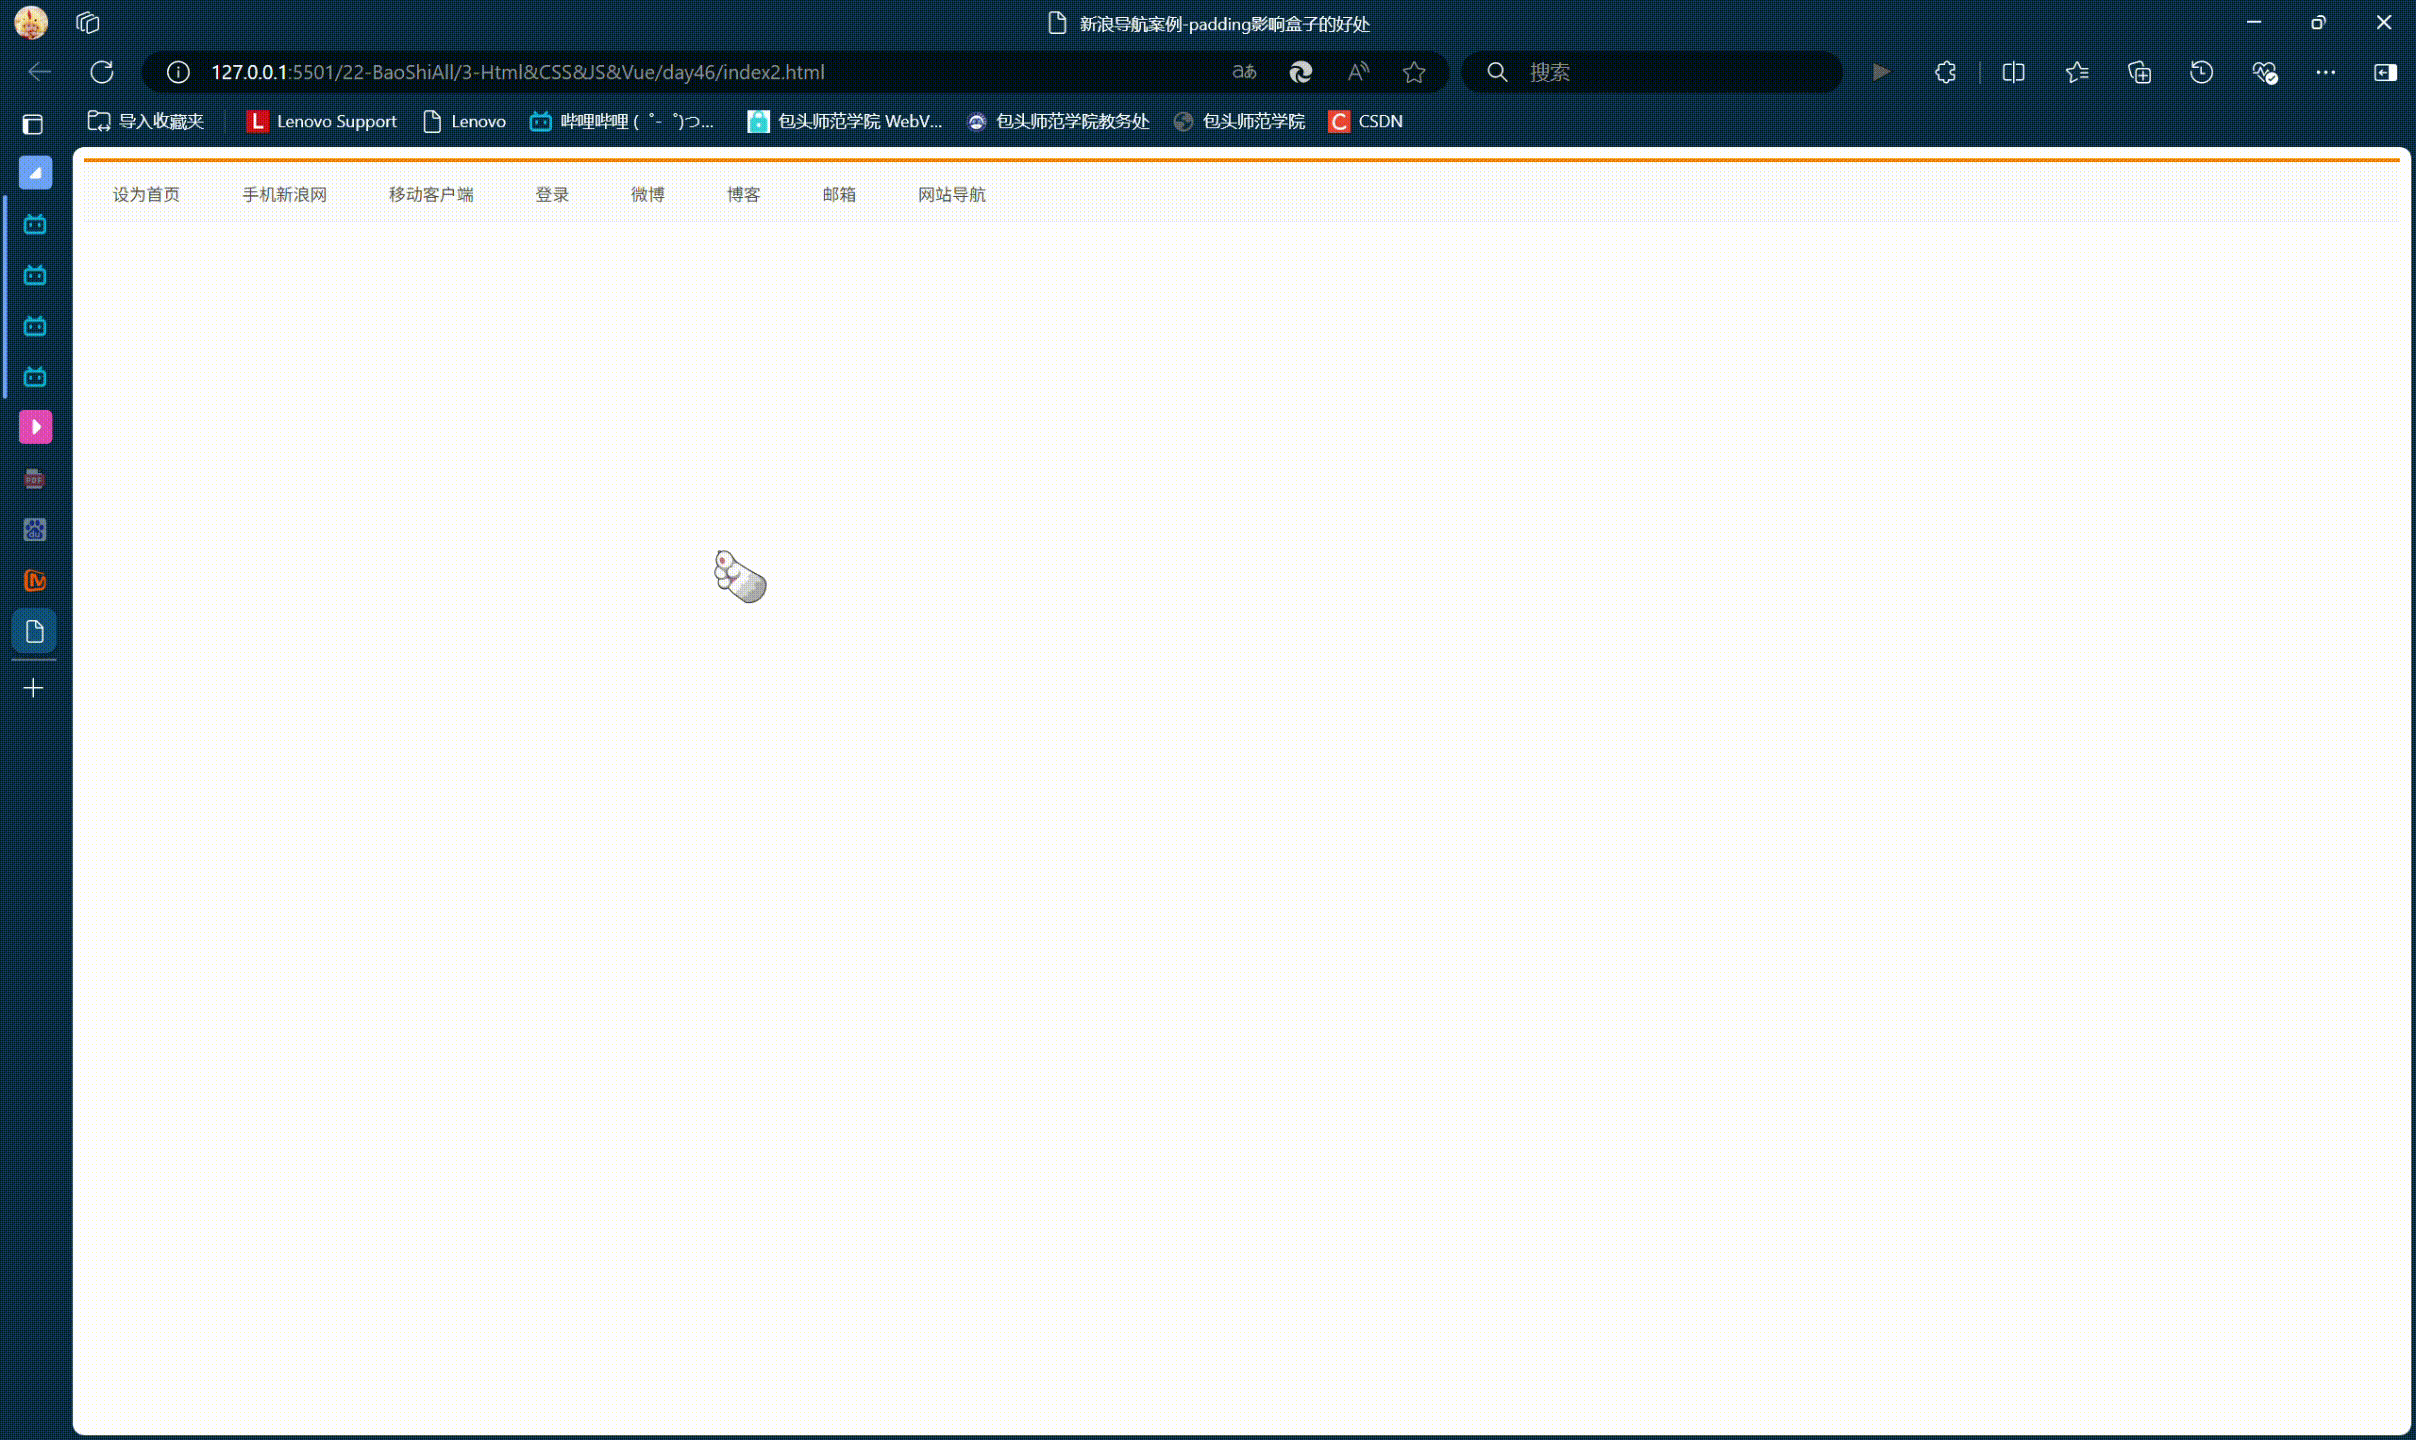 新浪导航案例-padding影响盒子的好处
127.0.0.1:5501/22-BaoShiAll/3-Html&CSS&JS&Vue/day46/index2.html
aあ
A
搜索
导入收藏夹
L Lenovo Support
Lenovo
哔哩哔哩 ( ゜- ゜)つ...
包头师范学院 WebV...
包头师范学院教务处
包头师范学院
C CSDN
设为首页 手机新浪网 移动客户端 登录 微博 博客 邮箱 网站导航
PDF
du